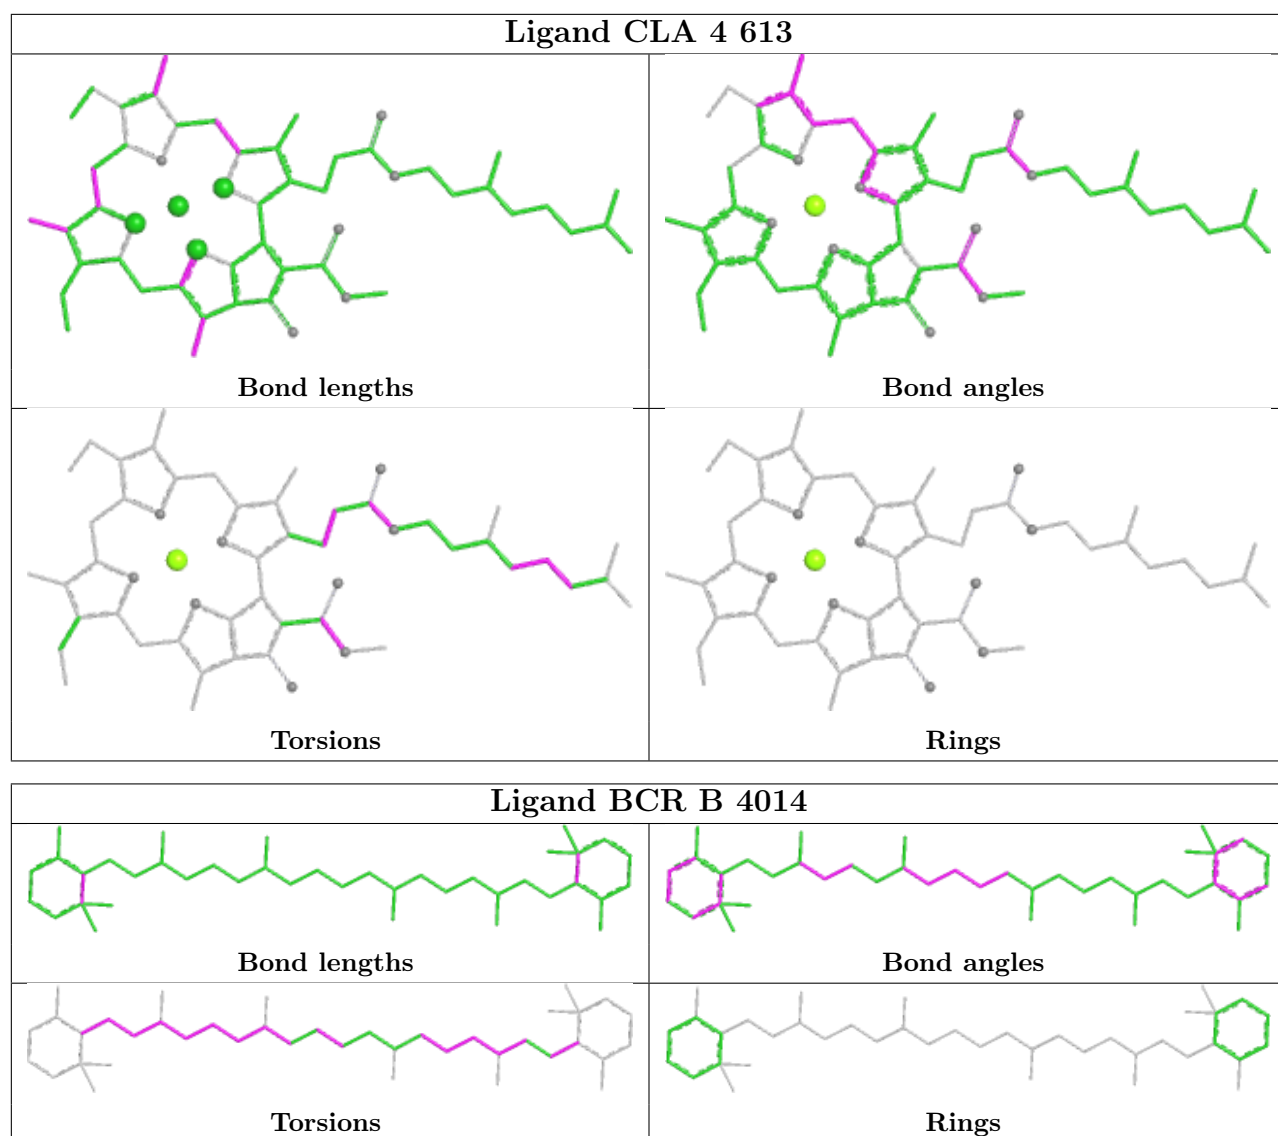 Ligand CLA 4 613
Bond lengths
Bond angles
Torsions
Rings
Ligand BCR B 4014
Bond lengths
Bond angles
Torsions
Rings